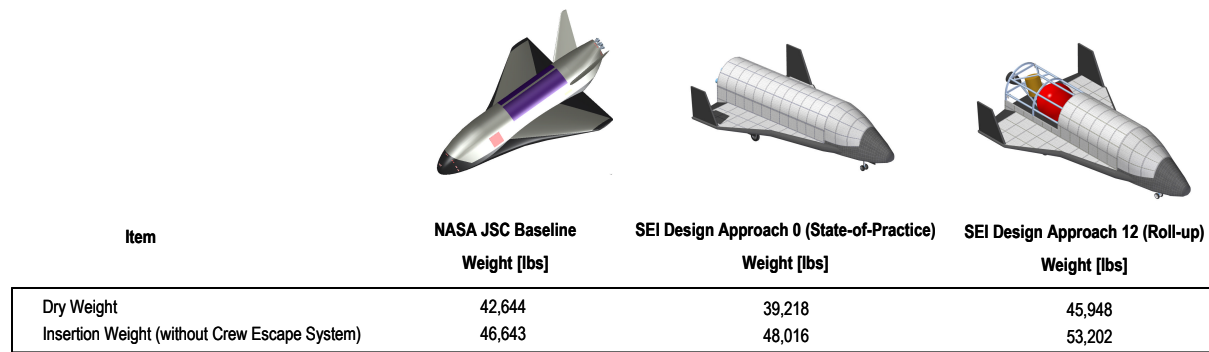 Item NASA JSC Baseline SEI Design Approach 0 (State-of-Practice) SEI Design Approach 12 (Roll-up)
Weight [lbs] Weight [lbs] Weight [lbs]
Dry Weight 42,644 39,218 45,948
Insertion Weight (without Crew Escape System) 46,643 48,016 53,202